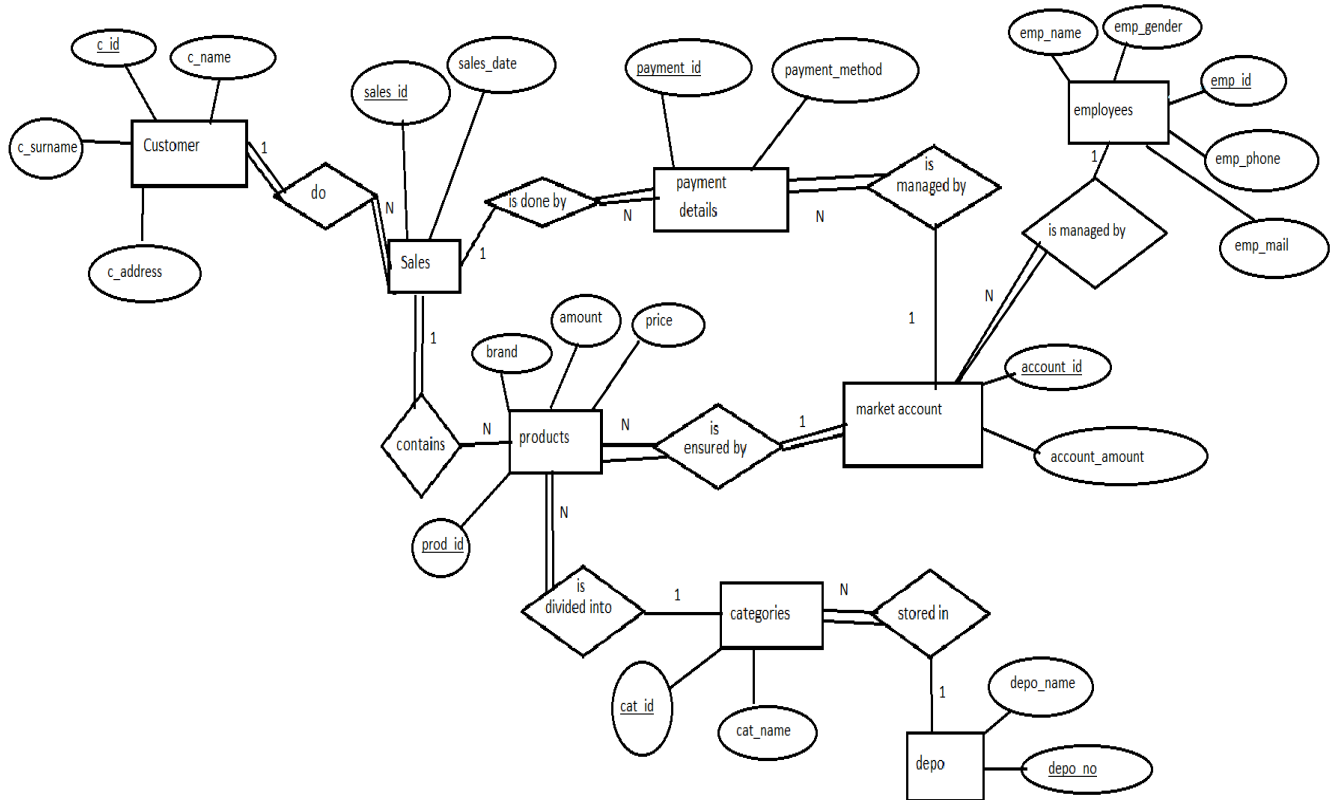 c_id
c_name
c_surname
Customer
c_address
1
do
N
sales_id
sales_date
Sales
1
is done by
N
payment_id
payment_method
payment
details
N
is
managed by
1
emp_name
emp_gender
emp_id
employees
emp_phone
emp_mail
1
is managed by
N
1
contains
N
brand
amount
price
products
prod_id
N
is
ensured by
1
market account
account_id
account_amount
N
is
divided into
1
categories
cat_id
cat_name
N
stored in
1
depo_name
depo
depo_no